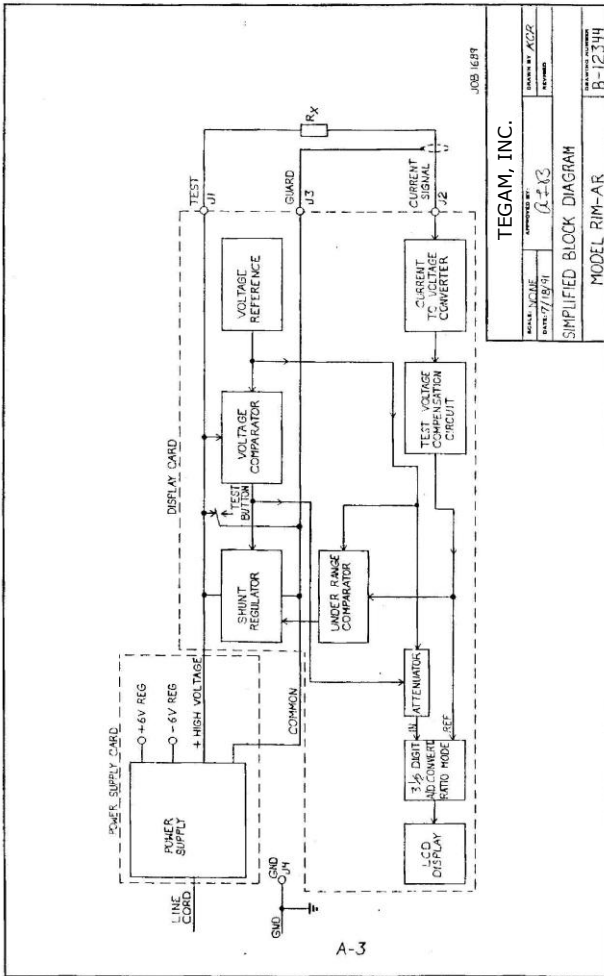 POWER SUPPLY CARD
LINE
CORD
POWER
SUPPLY
+6V REG
-6V REG
+ HIGH VOLTAGE
COMMON
GND
GND
J4
DISPLAY CARD
SHUNT
REGULATOR
TEST
BUTTON
VOLTAGE
COMPARATOR
VOLTAGE
REFERENCE
TEST
J1
GUARD
J3
RX
CURRENT
SIGNAL
J2
UNDER RANGE
COMPARATOR
TEST VOLTAGE
COMPENSATION
CIRCUIT
CURRENT
TO VOLTAGE
CONVERTER
LCD
DISPLAY
3 1/2 DIGIT
A/D CONVERT
RATIO MODE
IN
REF
ATTENUATOR
A-3
JOB 1689
TEGAM, INC.
SCALE: NONE
APPROVED BY:
DRAWN BY KCR
DATE: 7/18/91
REVISED
SIMPLIFIED BLOCK DIAGRAM
MODEL RIM-AR
DRAWING NUMBER
B-12344